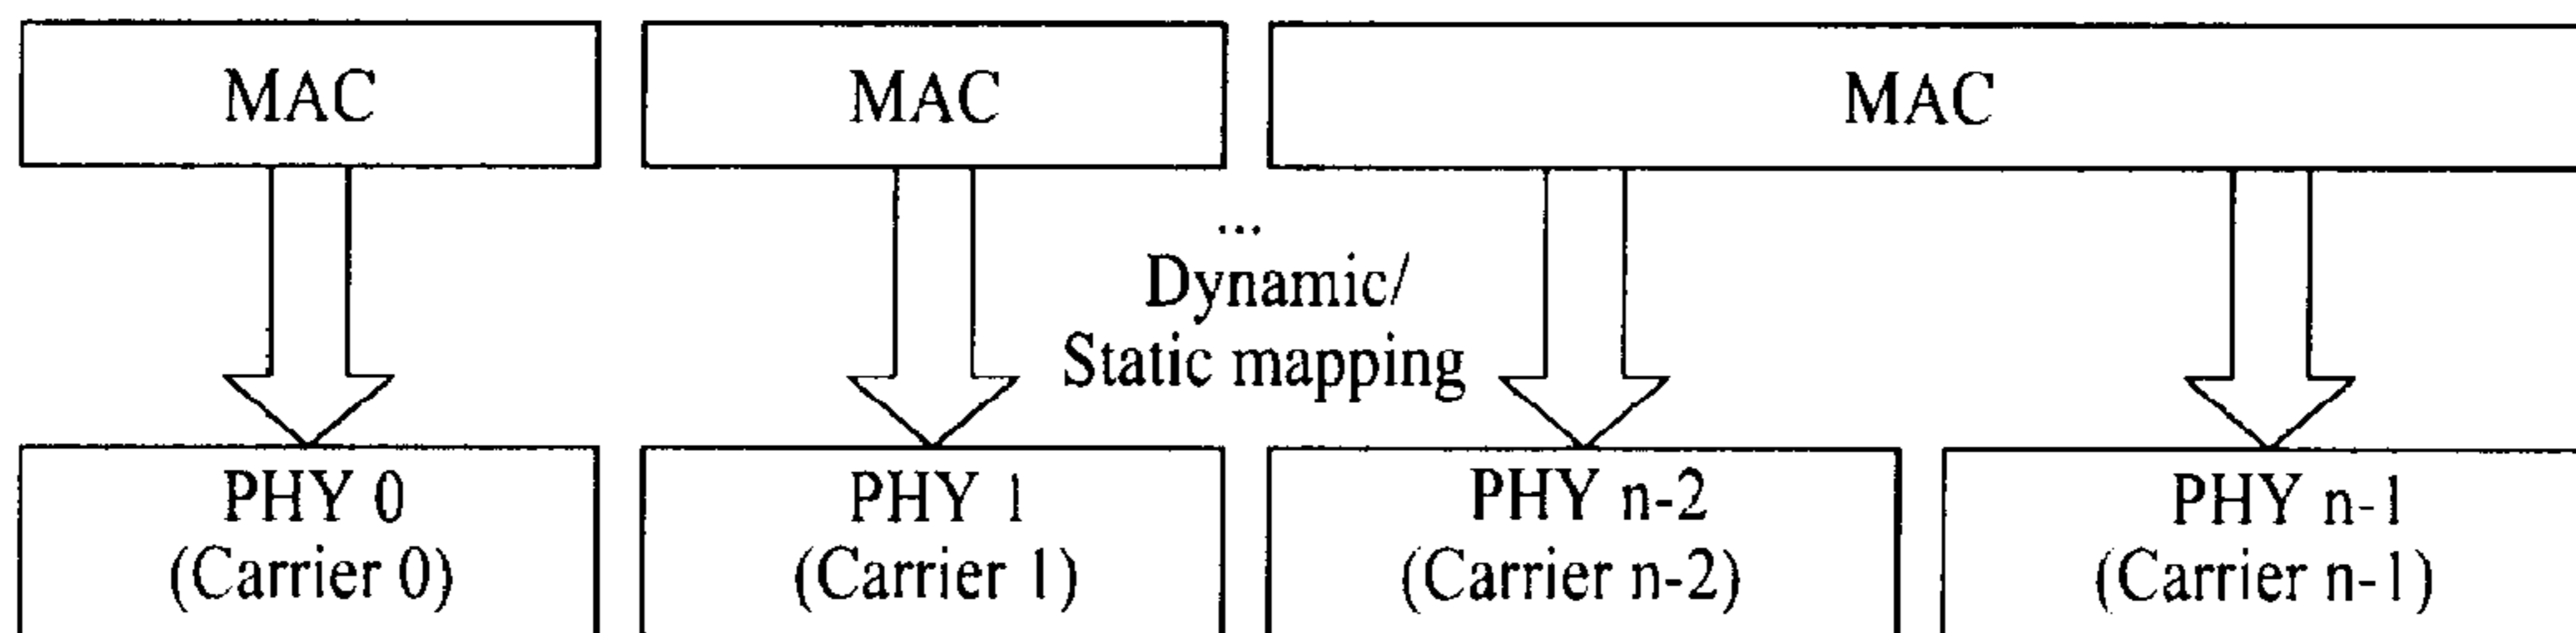 MAC MAC MAC
...
Dynamic/
Static mapping
PHY 0 PHY 1 PHY n-2 PHY n-1
(Carrier 0) (Carrier 1) (Carrier n-2) (Carrier n-1)